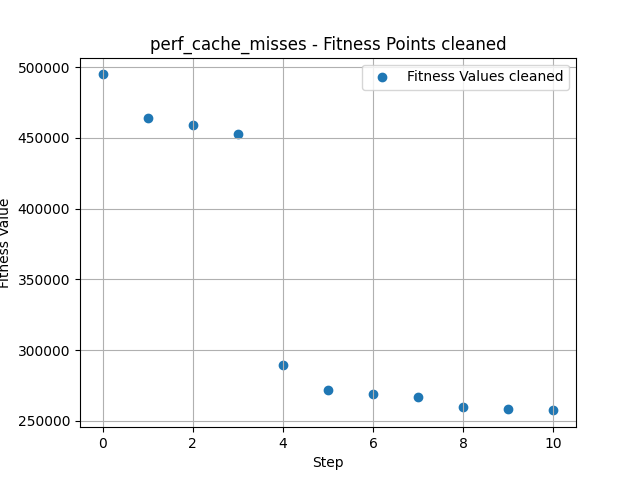 perf_cache_misses - Fitness Points cleaned
Fitness Values cleaned
500000
450000
400000
350000
300000
250000
Fitness Value
0 2 4 6 8 10
Step